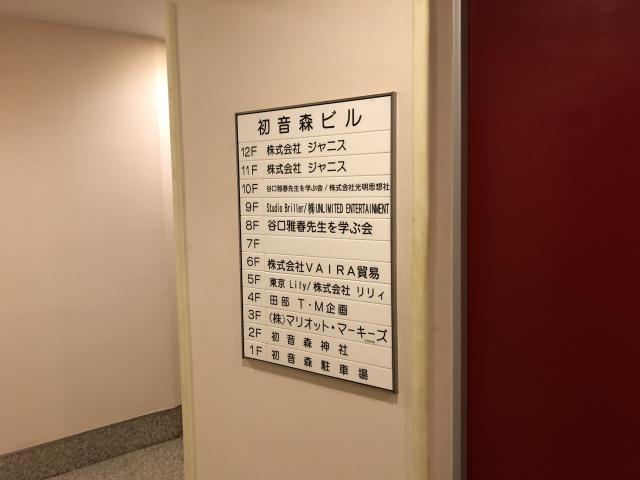 初音森ビル
12F 株式会社 ジャニス
11F 株式会社 ジャニス
10F 谷口雅春先生を学ぶ会/株式会社光明思想社
9F Studio Briller/㈱UNLIMITED ENTERTAINMENT
8F 谷口雅春先生を学ぶ会
7F
6F 株式会社VAIRA貿易
5F 東京 Lily/株式会社 リリィ
4F 田部 T・M企画
3F (株)マリオット・マーキーズ
2F 初音森神社
1F 初音森駐車場